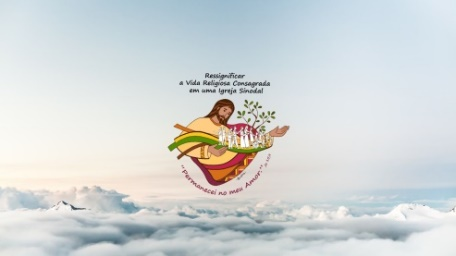 Ressignificar
a Vida Religiosa Consagrada
em uma Igreja Sinodal
"Permanecei no meu Amor."